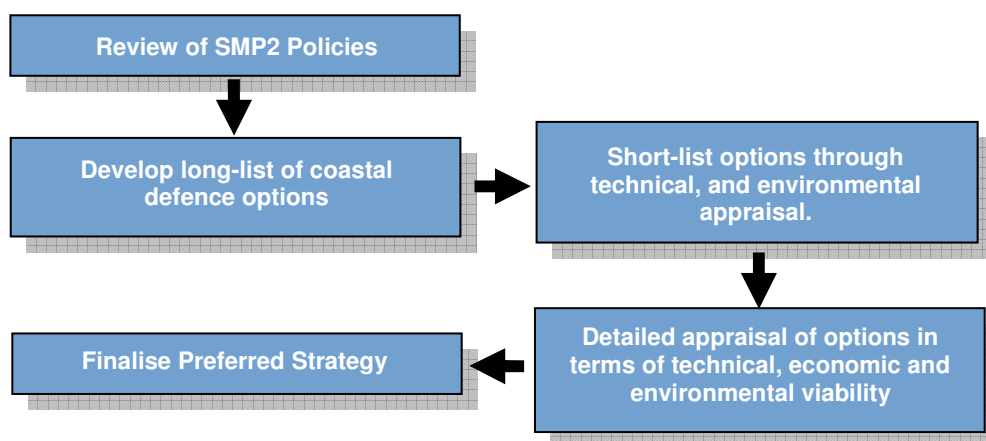 Review of SMP2 Policies
Develop long-list of coastal
defence options
Short-list options through
technical, and environmental
appraisal.
Detailed appraisal of options in
terms of technical, economic and
environmental viability
Finalise Preferred Strategy